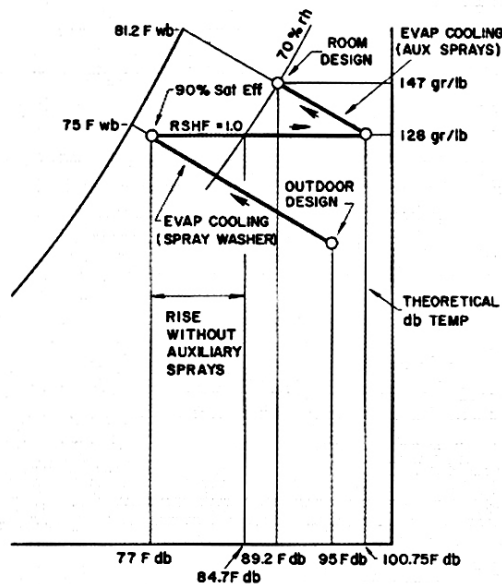 81.2 F wb
70% rh
ROOM
DESIGN
EVAP COOLING
(AUX SPRAYS)
147 gr/lb
90% Sat Eff
75 F wb
RSHF = 1.0
128 gr/lb
OUTDOOR
DESIGN
EVAP COOLING
(SPRAY WASHER)
RISE
WITHOUT
AUXILIARY
SPRAYS
THEORETICAL
db TEMP
77 F db
84.7F db
89.2F db
95F db
100.75F db